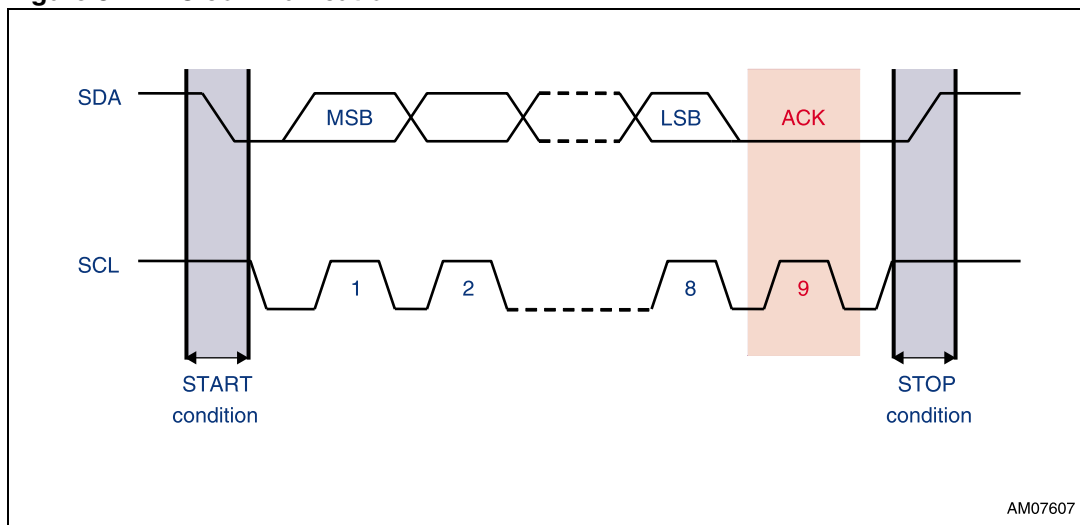 SDA
MSB
LSB
ACK
SCL
1
2
8
9
START
condition
STOP
condition
AM07607